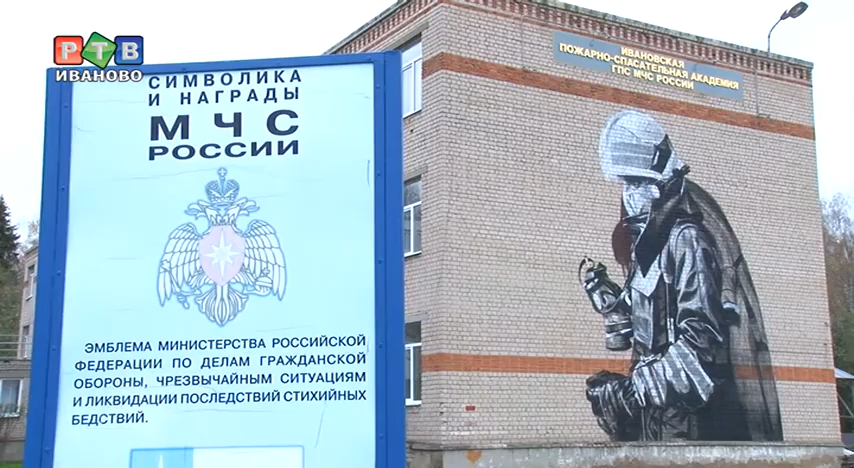 РТВ
ИВАНОВО
СИМВОЛИКА
И НАГРАДЫ
МЧС
РОССИИ
ЭМБЛЕМА МИНИСТЕРСТВА РОССИЙСКОЙ
ФЕДЕРАЦИИ ПО ДЕЛАМ ГРАЖДАНСКОЙ
ОБОРОНЫ, ЧРЕЗВЫЧАЙНЫМ СИТУАЦИЯМ
И ЛИКВИДАЦИИ ПОСЛЕДСТВИЙ СТИХИЙНЫХ
БЕДСТВИЙ.
ИВАНОВСКАЯ
ПОЖАРНО-СПАСАТЕЛЬНАЯ АКАДЕМИЯ
ГПС МЧС РОССИИ